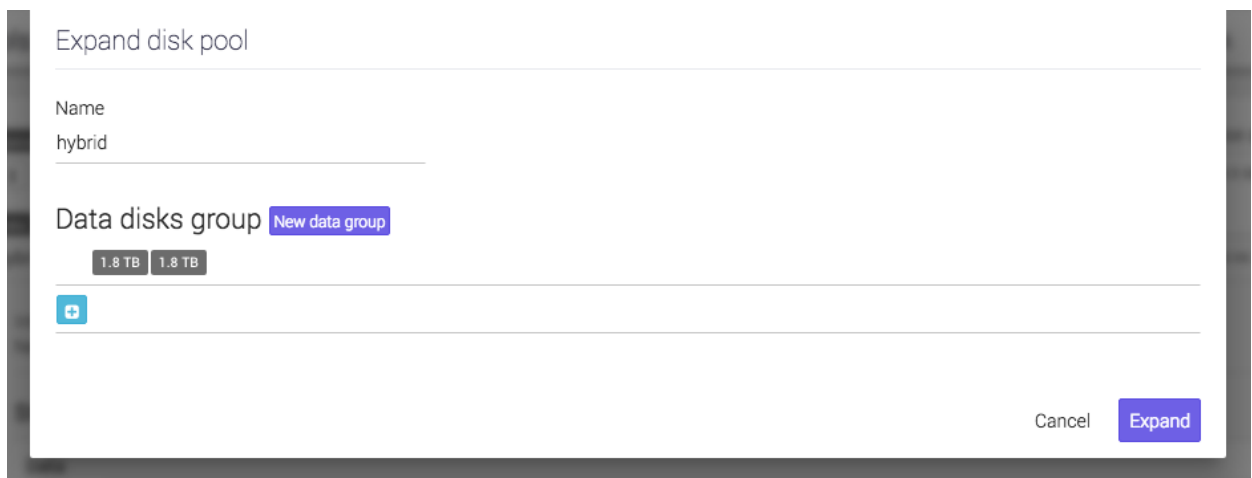 Expand disk pool
Name
hybrid
Data disks group New data group
1.8 TB 1.8 TB
Cancel Expand